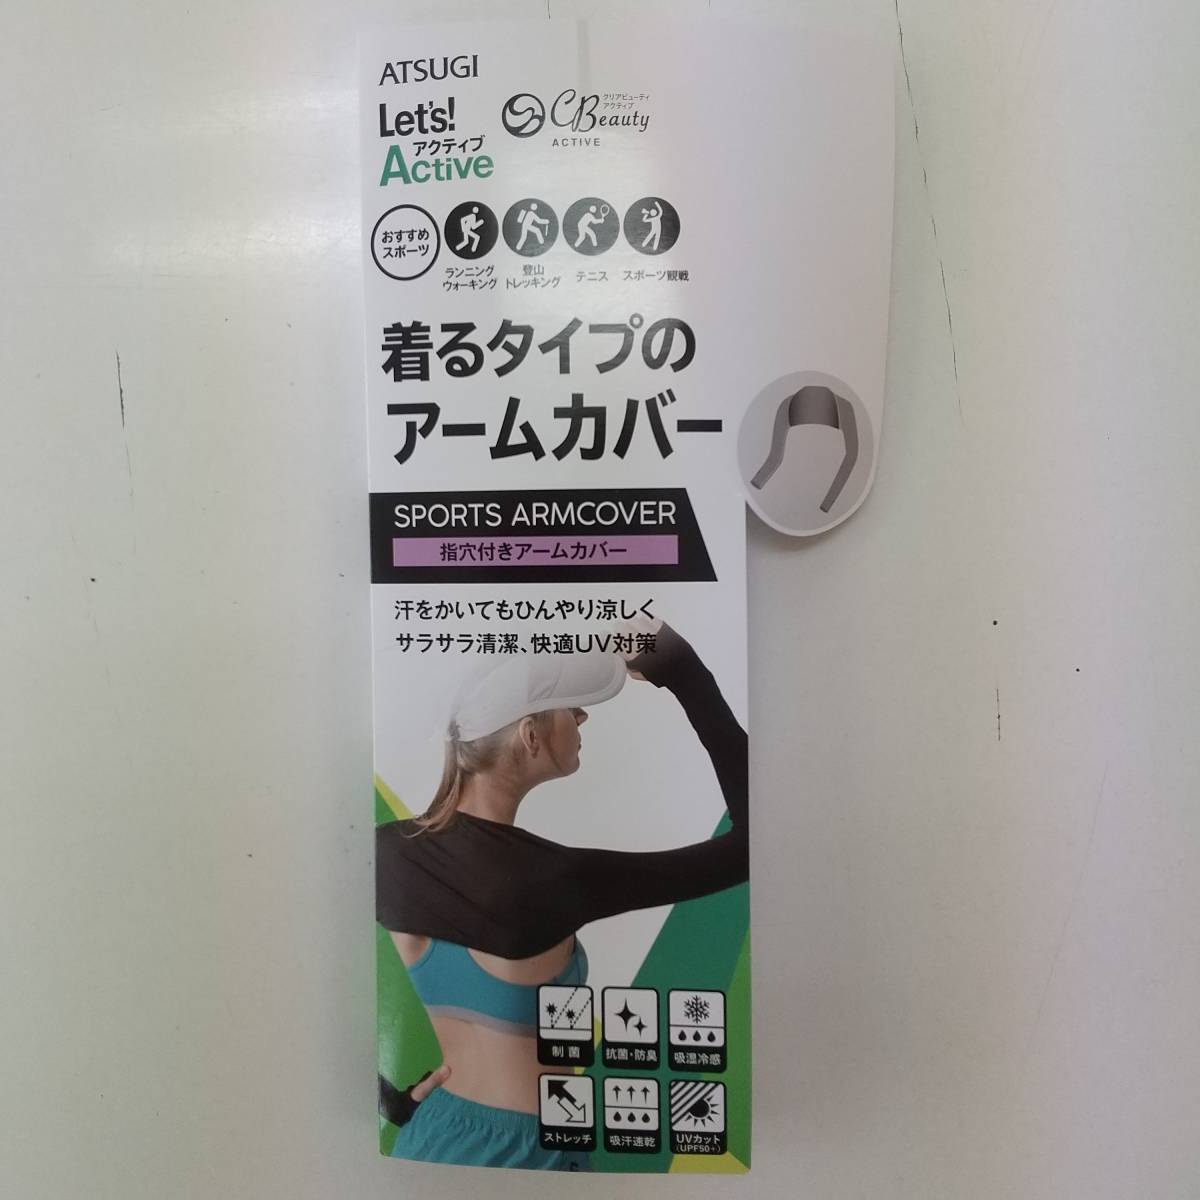 ATSUGI
Let's!
アクティブ
Active
クリアビューティ
アクティブ
CBeauty
ACTIVE
おすすめ
スポーツ
ランニング
ウォーキング
登山
トレッキング
テニス
スポーツ観戦
着るタイプの
アームカバー
SPORTS ARMCOVER
指穴付きアームカバー
汗をかいてもひんやり涼しく
サラサラ清潔、快適UV対策
制菌
抗菌・防臭
吸湿冷感
ストレッチ
吸汗速乾
UVカット
(UPF50+)